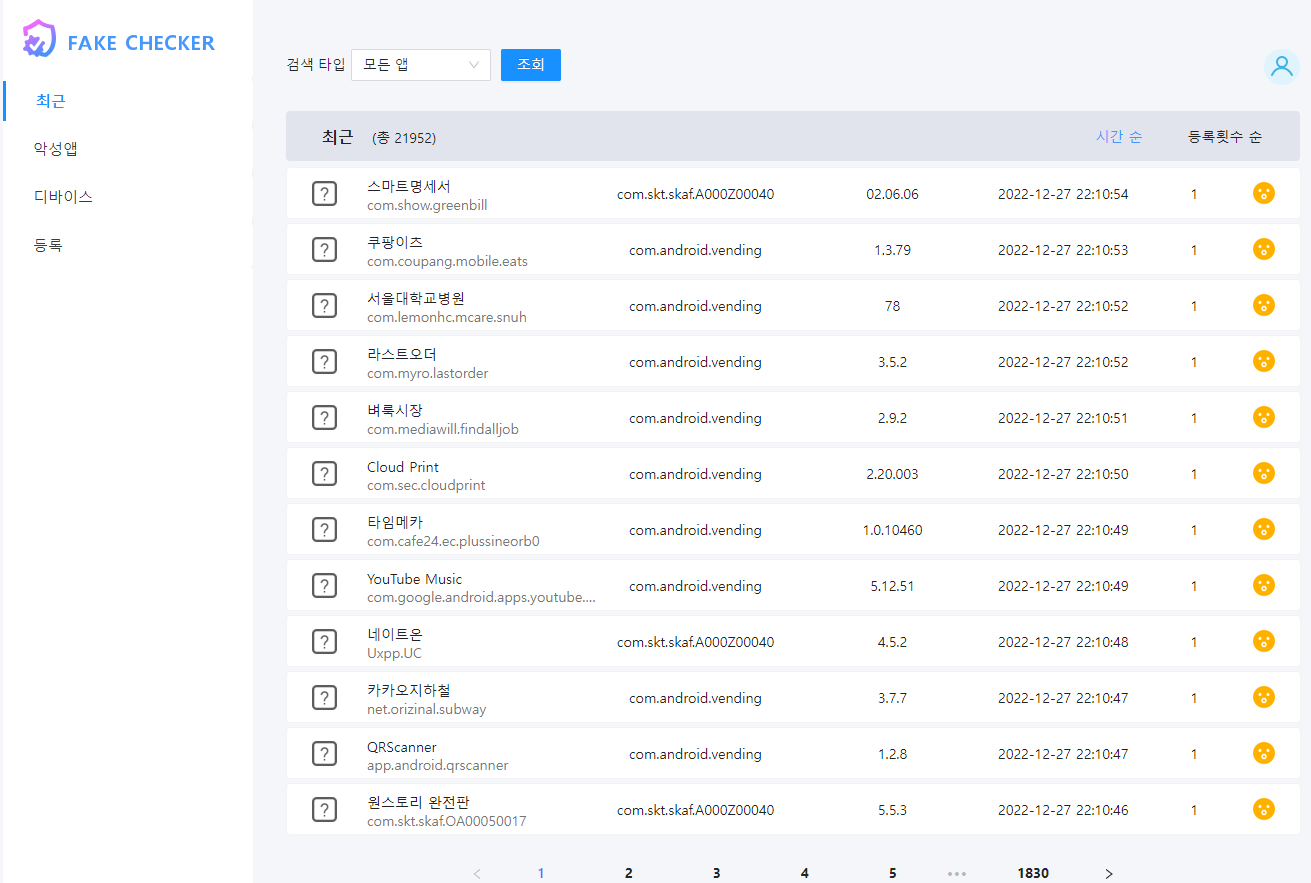 FAKE CHECKER
최근
악성앱
디바이스
등록
검색 타입 모든 앱 조회
최근 (총 21952) 시간 순 등록횟수 순
스마트명세서
com.show.greenbill
com.skt.skaf.A000Z00040 02.06.06 2022-12-27 22:10:54 1
쿠팡이츠
com.coupang.mobile.eats
com.android.vending 1.3.79 2022-12-27 22:10:53 1
서울대학교병원
com.lemonhc.mcare.snuh
com.android.vending 78 2022-12-27 22:10:52 1
라스트오더
com.myro.lastorder
com.android.vending 3.5.2 2022-12-27 22:10:52 1
벼룩시장
com.mediawill.findalljob
com.android.vending 2.9.2 2022-12-27 22:10:51 1
Cloud Print
com.sec.cloudprint
com.android.vending 2.20.003 2022-12-27 22:10:50 1
타임메카
com.cafe24.ec.plussineorb0
com.android.vending 1.0.10460 2022-12-27 22:10:49 1
YouTube Music
com.google.android.apps.youtube....
com.android.vending 5.12.51 2022-12-27 22:10:49 1
네이트온
Uxpp.UC
com.skt.skaf.A000Z00040 4.5.2 2022-12-27 22:10:48 1
카카오지하철
net.orizinal.subway
com.android.vending 3.7.7 2022-12-27 22:10:47 1
QRScanner
app.android.qrscanner
com.android.vending 1.2.8 2022-12-27 22:10:47 1
원스토리 완전판
com.skt.skaf.OA00050017
com.skt.skaf.A000Z00040 5.5.3 2022-12-27 22:10:46 1
< 1 2 3 4 5 ••• 1830 >